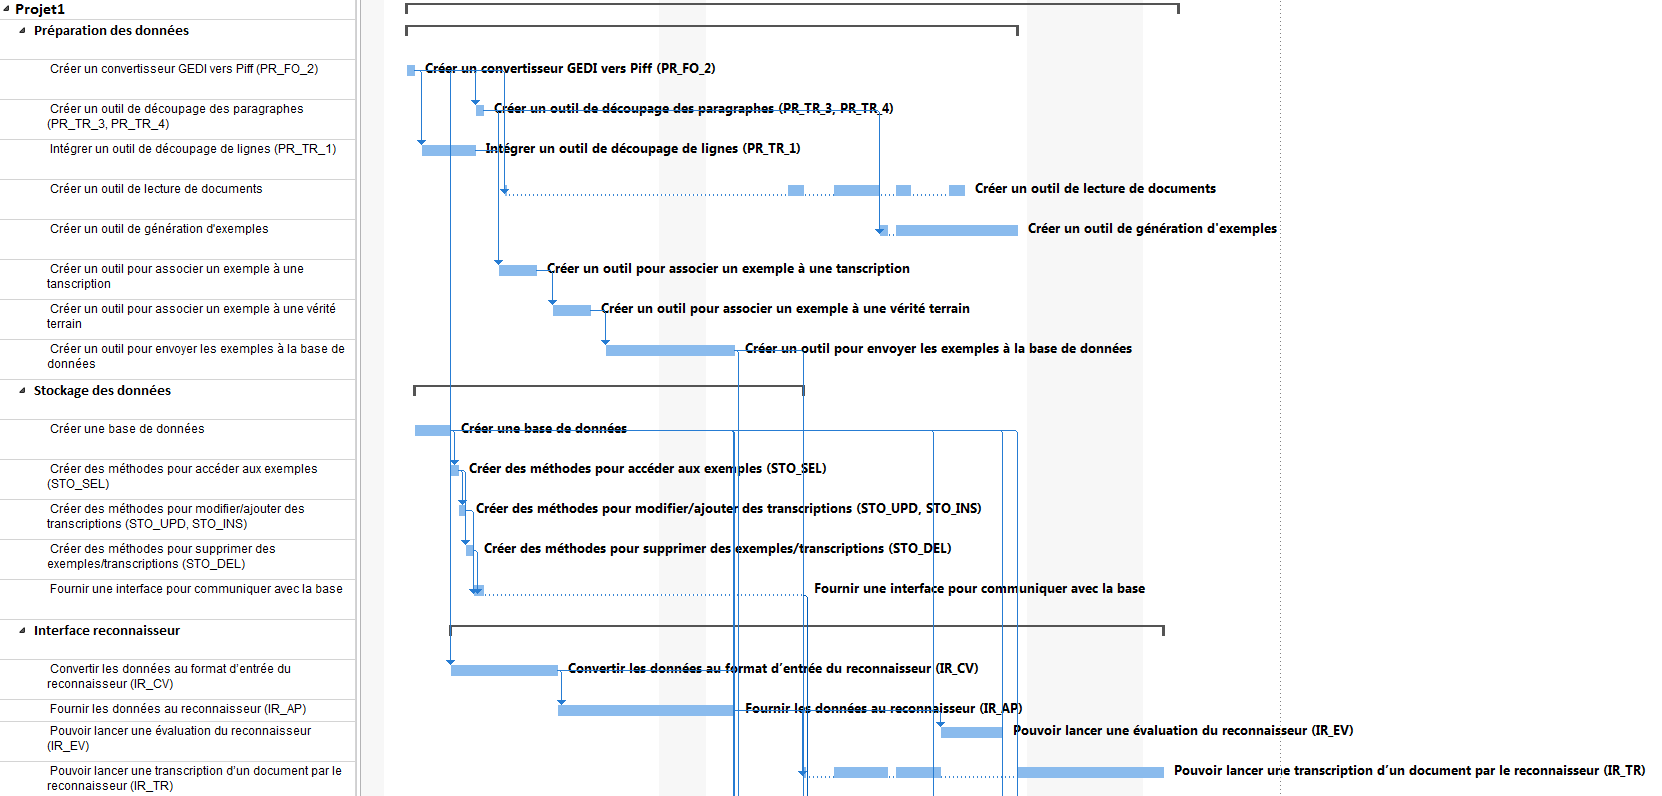 Projet1
Préparation des données
Créer un convertisseur GEDI vers Piff (PR_FO_2)
Créer un convertisseur GEDI vers Piff (PR_FO_2)
Créer un outil de découpage des paragraphes
(PR_TR_3, PR_TR_4)
Créer un outil de découpage des paragraphes (PR_TR_3, PR_TR_4)
Intégrer un outil de découpage de lignes (PR_TR_1)
Intégrer un outil de découpage de lignes (PR_TR_1)
Créer un outil de lecture de documents
Créer un outil de lecture de documents
Créer un outil de génération d'exemples
Créer un outil de génération d'exemples
Créer un outil pour associer un exemple à une
tanscription
Créer un outil pour associer un exemple à une tanscription
Créer un outil pour associer un exemple à une vérité
terrain
Créer un outil pour associer un exemple à une vérité terrain
Créer un outil pour envoyer les exemples à la base de
données
Créer un outil pour envoyer les exemples à la base de données
Stockage des données
Créer une base de données
Créer une base de données
Créer des méthodes pour accéder aux exemples
(STO_SEL)
Créer des méthodes pour accéder aux exemples (STO_SEL)
Créer des méthodes pour modifier/ajouter des
transcriptions (STO_UPD, STO_INS)
Créer des méthodes pour modifier/ajouter des transcriptions (STO_UPD, STO_INS)
Créer des méthodes pour supprimer des
exemples/transcriptions (STO_DEL)
Créer des méthodes pour supprimer des exemples/transcriptions (STO_DEL)
Fournir une interface pour communiquer avec la base
Fournir une interface pour communiquer avec la base
Interface reconnaisseur
Convertir les données au format d'entrée du
reconnaisseur (IR_CV)
Convertir les données au format d'entrée du reconnaisseur (IR_CV)
Fournir les données au reconnaisseur (IR_AP)
Fournir les données au reconnaisseur (IR_AP)
Pouvoir lancer une évaluation du reconnaisseur
(IR_EV)
Pouvoir lancer une évaluation du reconnaisseur (IR_EV)
Pouvoir lancer une transcription d'un document par le
reconnaisseur (IR_TR)
Pouvoir lancer une transcription d'un document par le reconnaisseur (IR_TR)